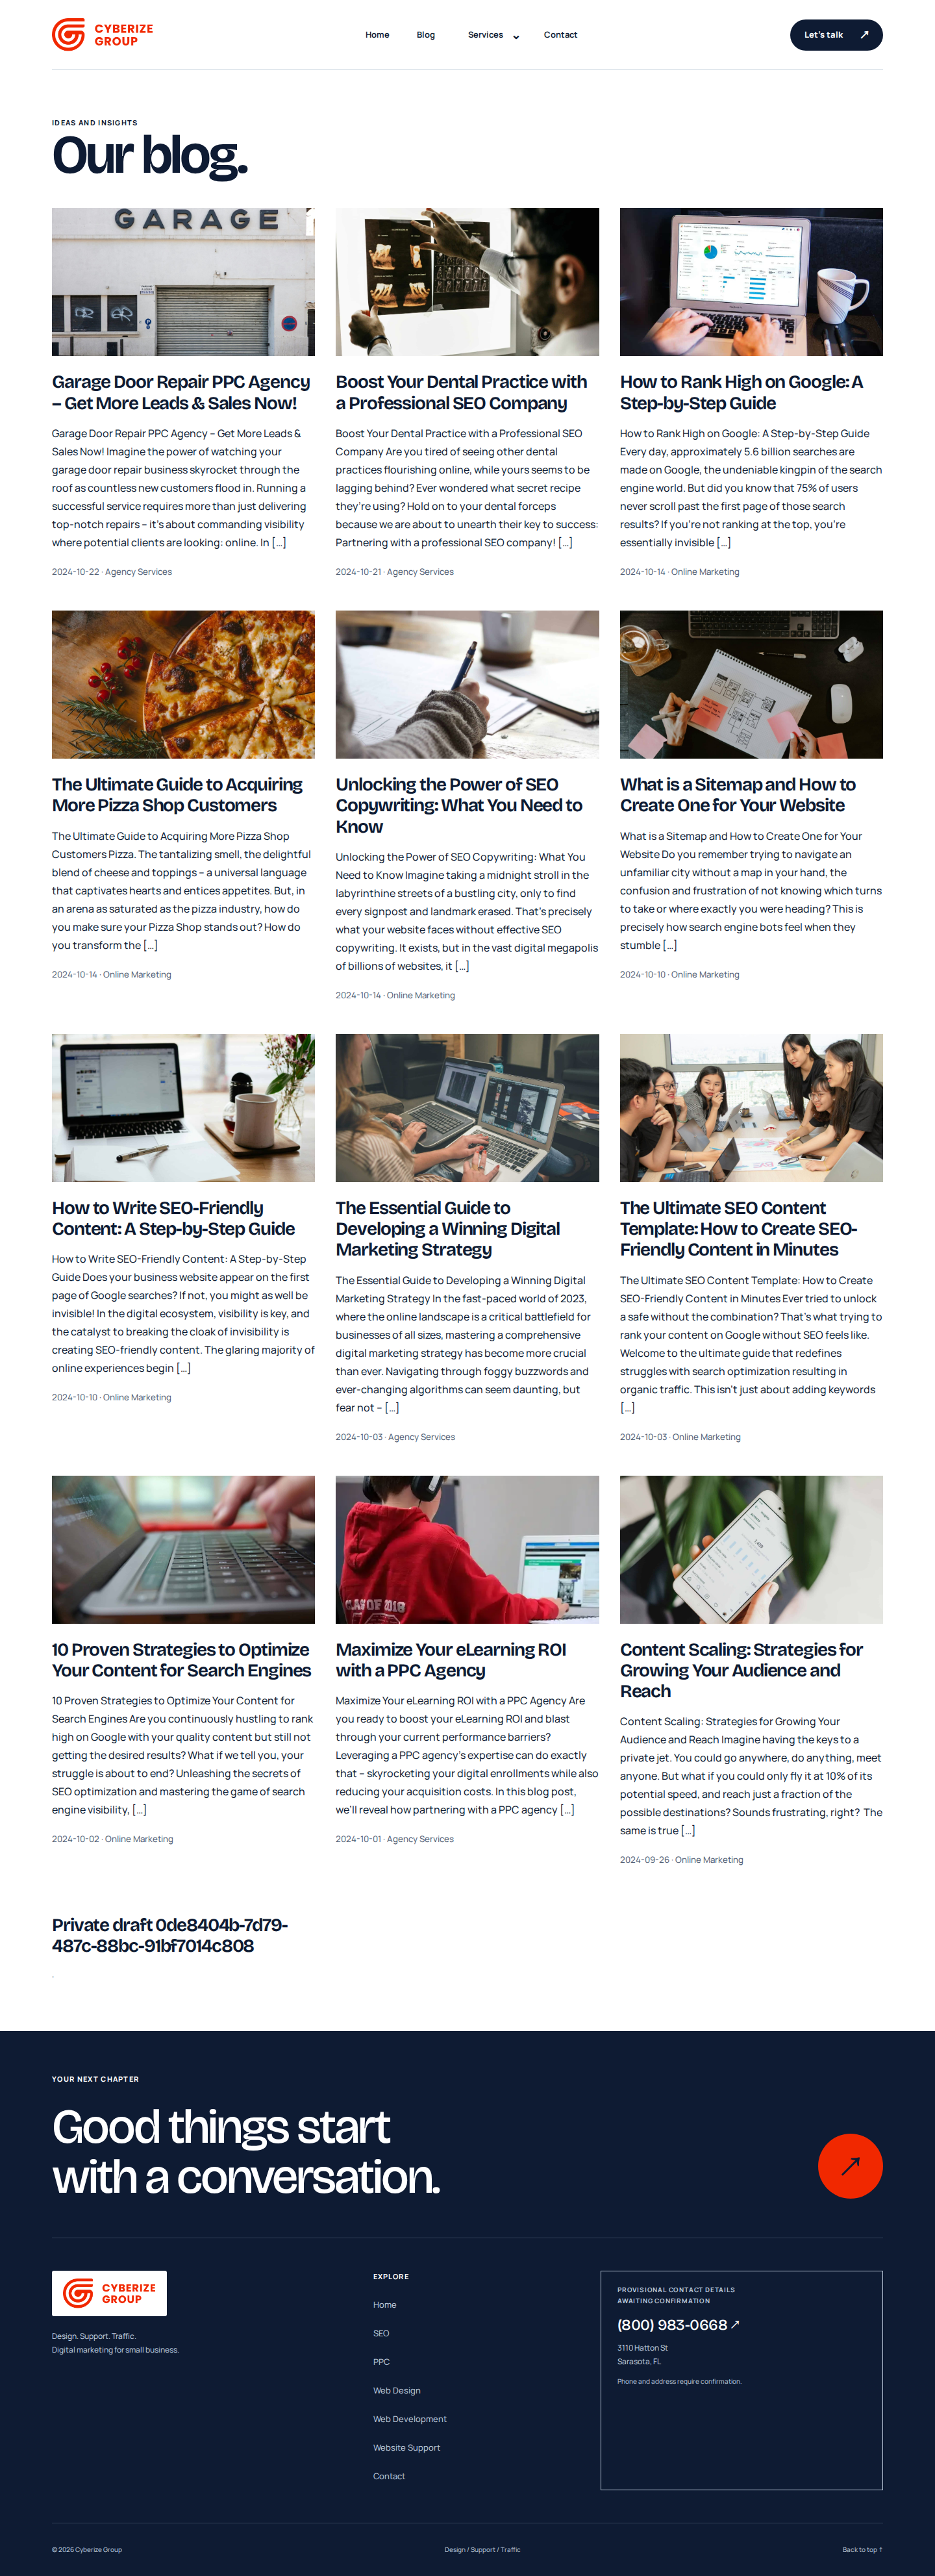 CYBERIZE
GROUP
Home
Blog
Services
Contact
Let's talk ↗
IDEAS AND INSIGHTS
Our blog.
GARAGE
Garage Door Repair PPC Agency
– Get More Leads & Sales Now!
Garage Door Repair PPC Agency – Get More Leads &
Sales Now! Imagine the power of watching your
garage door repair business skyrocket through the
roof as countless new customers flood in. Running a
successful service requires more than just delivering
top-notch repairs – it's about commanding visibility
where potential clients are looking: online. In […]
2024-10-22 · Agency Services
Boost Your Dental Practice with
a Professional SEO Company
Boost Your Dental Practice with a Professional SEO
Company Are you tired of seeing other dental
practices flourishing online, while yours seems to be
lagging behind? Ever wondered what secret recipe
they're using? Hold on to your dental forceps
because we are about to unearth their key to success:
Partnering with a professional SEO company! […]
2024-10-21 · Agency Services
How to Rank High on Google: A
Step-by-Step Guide
How to Rank High on Google: A Step-by-Step Guide
Every day, approximately 5.6 billion searches are
made on Google, the undeniable kingpin of the search
engine world. But did you know that 75% of users
never scroll past the first page of those search
results? If you're not ranking at the top, you're
essentially invisible […]
2024-10-14 · Online Marketing
The Ultimate Guide to Acquiring
More Pizza Shop Customers
The Ultimate Guide to Acquiring More Pizza Shop
Customers Pizza. The tantalizing smell, the delightful
blend of cheese and toppings – a universal language
that captivates hearts and entices appetites. But, in
an arena as saturated as the pizza industry, how do
you make sure your Pizza Shop stands out? How do
you transform the […]
2024-10-14 · Online Marketing
Unlocking the Power of SEO
Copywriting: What You Need to
Know
Unlocking the Power of SEO Copywriting: What You
Need to Know Imagine taking a midnight stroll in the
labyrinthine streets of a bustling city, only to find
every signpost and landmark erased. That's precisely
what your website faces without effective SEO
copywriting. It exists, but in the vast digital megapolis
of billions of websites, it […]
2024-10-14 · Online Marketing
What is a Sitemap and How to
Create One for Your Website
What is a Sitemap and How to Create One for Your
Website Do you remember trying to navigate an
unfamiliar city without a map in your hand, the
confusion and frustration of not knowing which turns
to take or where exactly you were heading? This is
precisely how search engine bots feel when they
stumble […]
2024-10-10 · Online Marketing
How to Write SEO-Friendly
Content: A Step-by-Step Guide
How to Write SEO-Friendly Content: A Step-by-Step
Guide Does your business website appear on the first
page of Google searches? If not, you might as well be
invisible! In the digital ecosystem, visibility is key, and
the catalyst to breaking the cloak of invisibility is
creating SEO-friendly content. The glaring majority of
online experiences begin […]
2024-10-10 · Online Marketing
The Essential Guide to
Developing a Winning Digital
Marketing Strategy
The Essential Guide to Developing a Winning Digital
Marketing Strategy In the fast-paced world of 2023,
where the online landscape is a critical battlefield for
businesses of all sizes, mastering a comprehensive
digital marketing strategy has become more crucial
than ever. Navigating through foggy buzzwords and
ever-changing algorithms can seem daunting, but
fear not – […]
2024-10-03 · Agency Services
The Ultimate SEO Content
Template: How to Create SEO-
Friendly Content in Minutes
The Ultimate SEO Content Template: How to Create
SEO-Friendly Content in Minutes Ever tried to unlock
a safe without the combination? That's what trying to
rank your content on Google without SEO feels like.
Welcome to the ultimate guide that redefines
struggles with search optimization resulting in
organic traffic. This isn't just about adding keywords
[…]
2024-10-03 · Online Marketing
10 Proven Strategies to Optimize
Your Content for Search Engines
10 Proven Strategies to Optimize Your Content for
Search Engines Are you continuously hustling to rank
high on Google with your quality content but still not
getting the desired results? What if we tell you, your
struggle is about to end? Unleashing the secrets of
SEO optimization and mastering the game of search
engine visibility, […]
2024-10-02 · Online Marketing
CLASS OF 2018
Maximize Your eLearning ROI
with a PPC Agency
Maximize Your eLearning ROI with a PPC Agency Are
you ready to boost your eLearning ROI and blast
through your current performance barriers?
Leveraging a PPC agency's expertise can do exactly
that – skyrocketing your digital enrollments while also
reducing your acquisition costs. In this blog post,
we'll reveal how partnering with a PPC agency […]
2024-10-01 · Agency Services
Content Scaling: Strategies for
Growing Your Audience and
Reach
Content Scaling: Strategies for Growing Your
Audience and Reach Imagine having the keys to a
private jet. You could go anywhere, do anything, meet
anyone. But what if you could only fly it at 10% of its
potential speed, and reach just a fraction of the
possible destinations? Sounds frustrating, right? The
same is true […]
2024-09-26 · Online Marketing
Private draft 0de8404b-7d79-
487c-88bc-91bf7014c808
·
YOUR NEXT CHAPTER
Good things start
with a conversation.
↗
CYBERIZE
GROUP
Design. Support. Traffic.
Digital marketing for small business.
EXPLORE
Home
SEO
PPC
Web Design
Web Development
Website Support
Contact
PROVISIONAL CONTACT DETAILS
AWAITING CONFIRMATION
(800) 983-0668 ↗
3110 Hatton St
Sarasota, FL
Phone and address require confirmation.
© 2026 Cyberize Group
Design / Support / Traffic
Back to top ↑